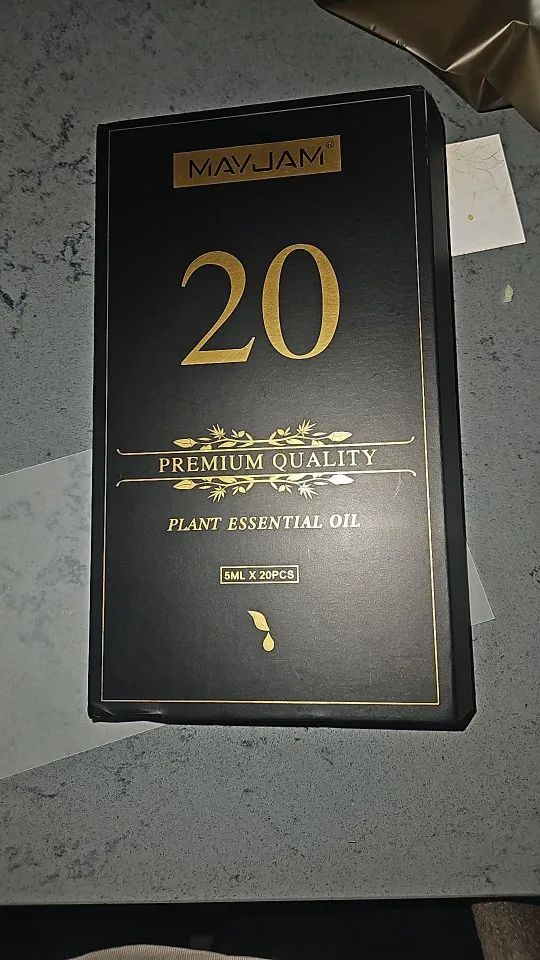 MAYJAM®
20
PREMIUM QUALITY
PLANT ESSENTIAL OIL
5ML X 20PCS